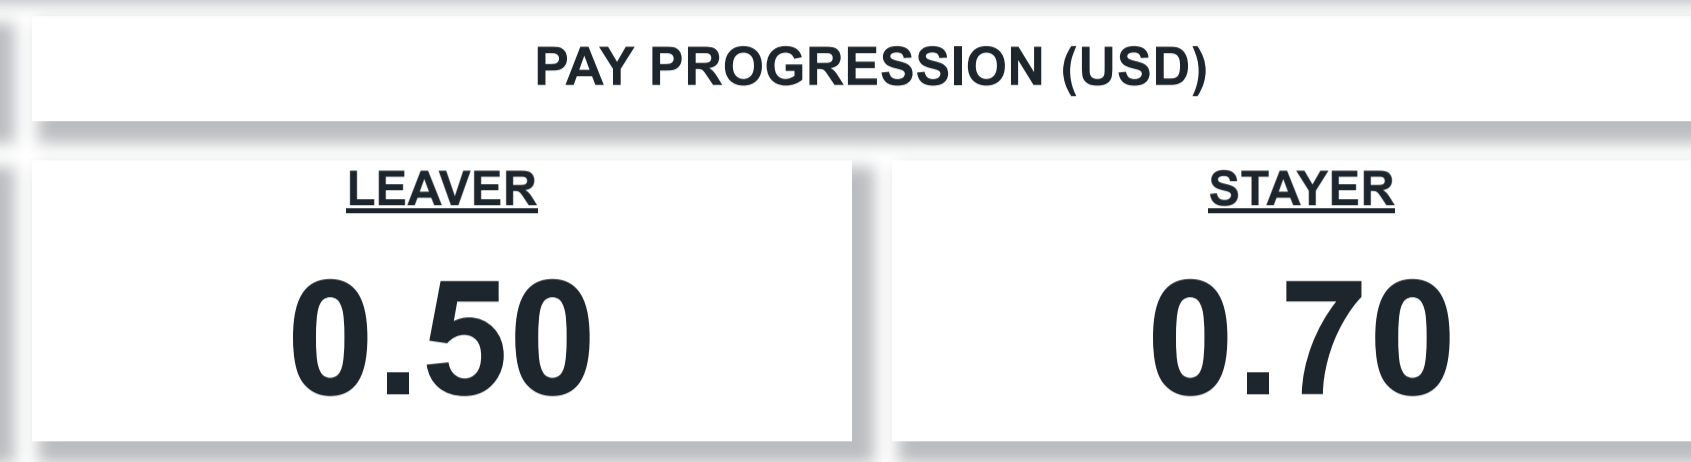 PAY PROGRESSION (USD)
LEAVER
STAYER
0.50
0.70